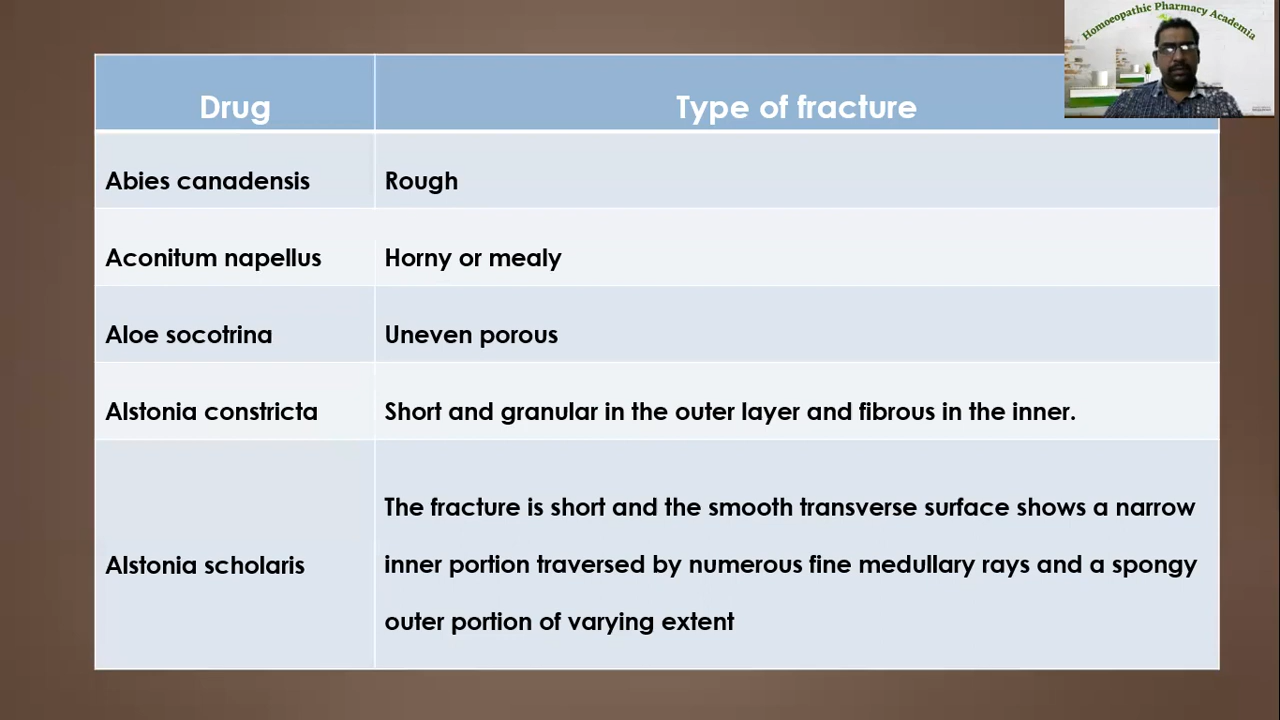 Homoeopathic Pharmacy Academia
Drug
Type of fracture
Abies canadensis
Rough
Aconitum napellus
Horny or mealy
Aloe socotrina
Uneven porous
Alstonia constricta
Short and granular in the outer layer and fibrous in the inner.
Alstonia scholaris
The fracture is short and the smooth transverse surface shows a narrow
inner portion traversed by numerous fine medullary rays and a spongy
outer portion of varying extent